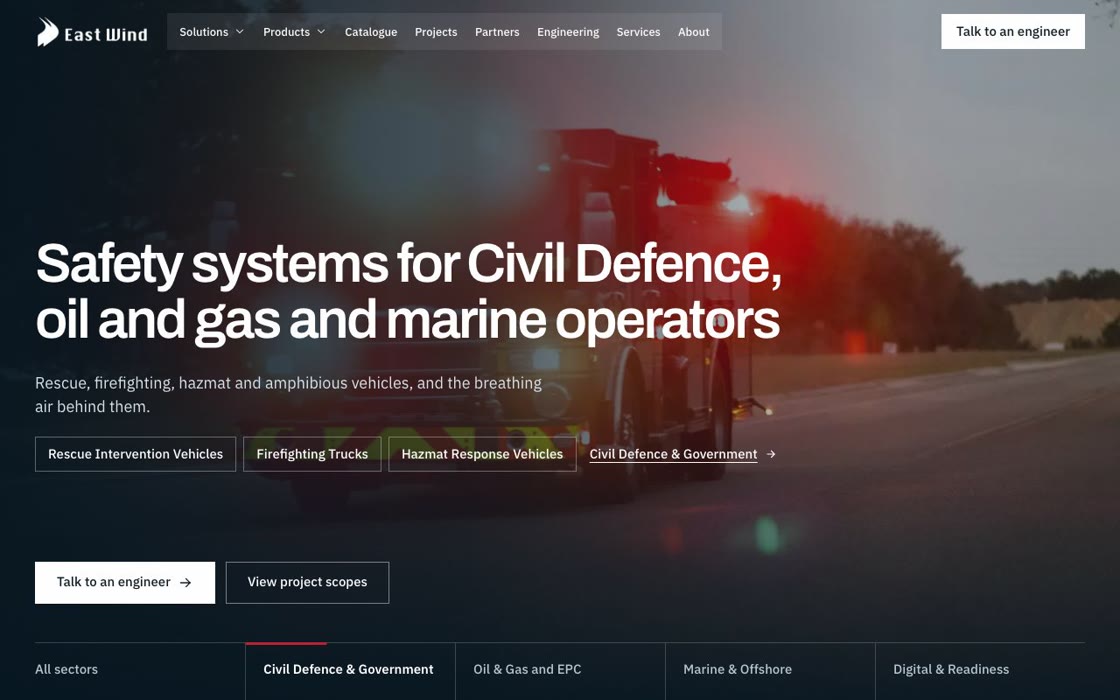 East Wind
Solutions
Products
Catalogue
Projects
Partners
Engineering
Services
About
Talk to an engineer
Safety systems for Civil Defence,
oil and gas and marine operators
Rescue, firefighting, hazmat and amphibious vehicles, and the breathing
air behind them.
Rescue Intervention Vehicles
Firefighting Trucks
Hazmat Response Vehicles
Civil Defence & Government →
Talk to an engineer →
View project scopes
All sectors
Civil Defence & Government
Oil & Gas and EPC
Marine & Offshore
Digital & Readiness